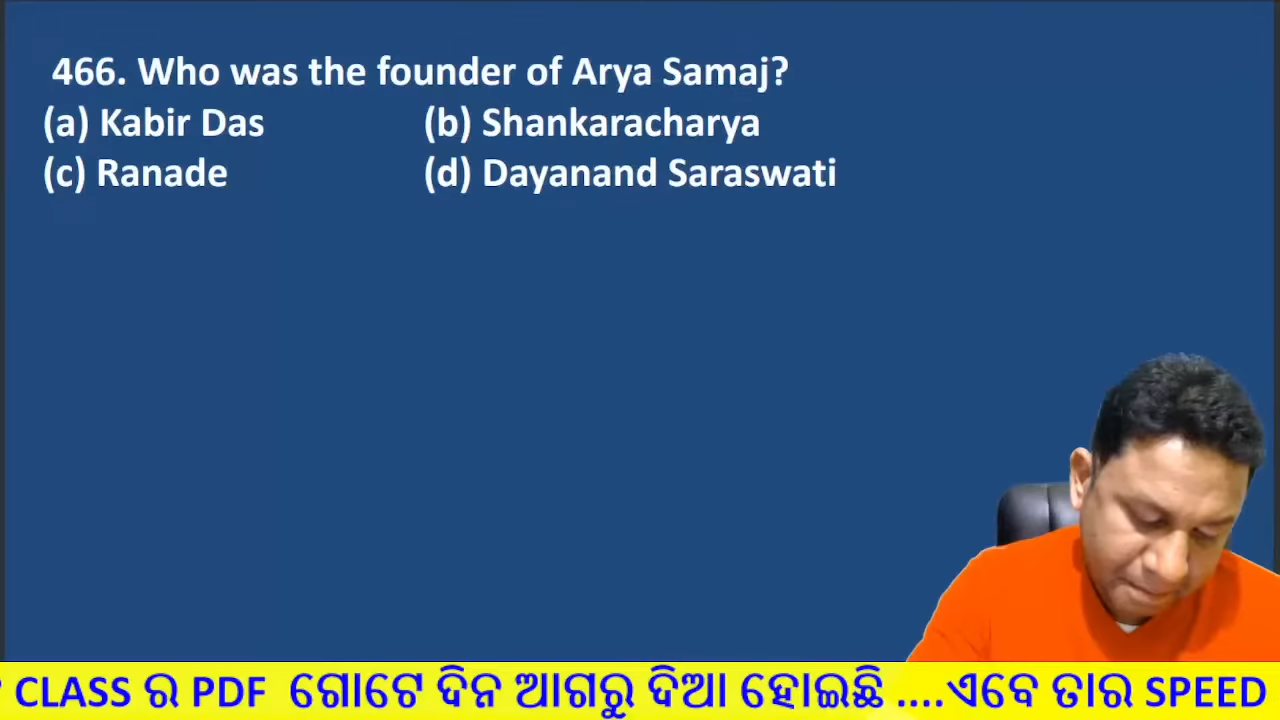 466. Who was the founder of Arya Samaj?
(a) Kabir Das (b) Shankaracharya
(c) Ranade (d) Dayanand Saraswati
CLASS ର PDF ଗୋଟେ ଦିନ ଆଗରୁ ଦିଆ ହୋଇଛି ....ଏବେ ତାର SPEED